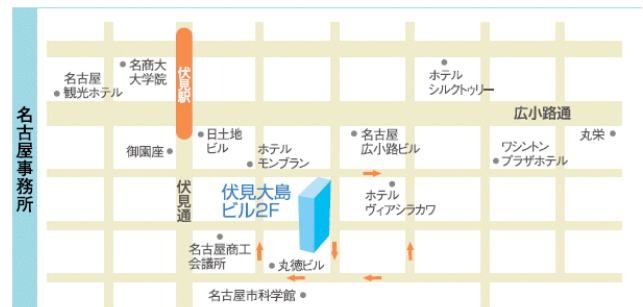 名古屋事務所
名古屋
観光ホテル
名商大
大学院
伏見駅
ホテル
シルクトゥリー
広小路通
御園座
日土地
ビル
ホテル
モンブラン
名古屋
広小路ビル
ワシントン
プラザホテル
丸栄
伏見通
伏見大島
ビル2F
ホテル
ヴィアシラカワ
名古屋商工
会議所
丸徳ビル
名古屋市科学館